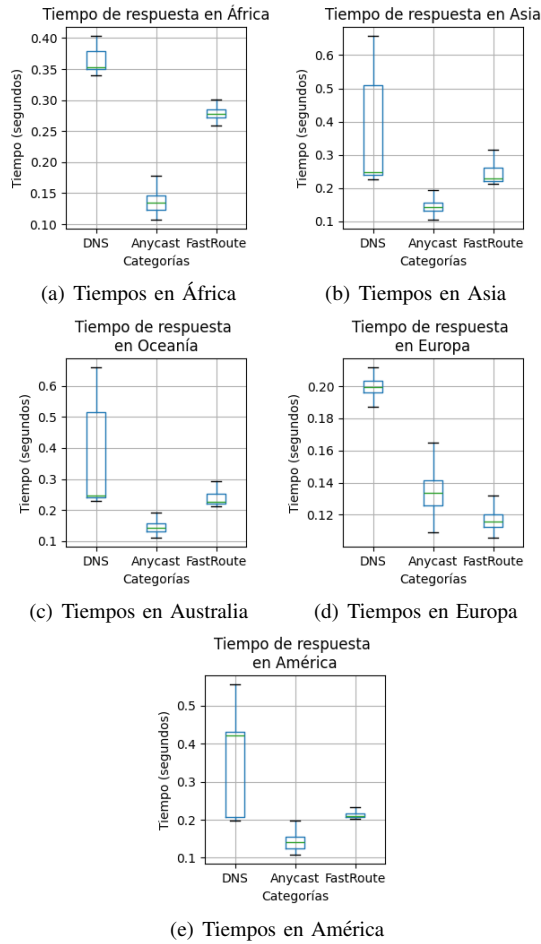 Tiempo de respuesta en África
Tiempo (segundos)
0.40
0.35
0.30
0.25
0.20
0.15
0.10
DNS Anycast FastRoute
Categorías
(a) Tiempos en África
Tiempo de respuesta en Asia
Tiempo (segundos)
0.6
0.5
0.4
0.3
0.2
0.1
DNS Anycast FastRoute
Categorías
(b) Tiempos en Asia
Tiempo de respuesta
en Oceanía
Tiempo (segundos)
0.6
0.5
0.4
0.3
0.2
0.1
DNS Anycast FastRoute
Categorías
(c) Tiempos en Australia
Tiempo de respuesta
en Europa
Tiempo (segundos)
0.20
0.18
0.16
0.14
0.12
DNS Anycast FastRoute
Categorías
(d) Tiempos en Europa
Tiempo de respuesta
en América
Tiempo (segundos)
0.5
0.4
0.3
0.2
0.1
DNS Anycast FastRoute
Categorías
(e) Tiempos en América